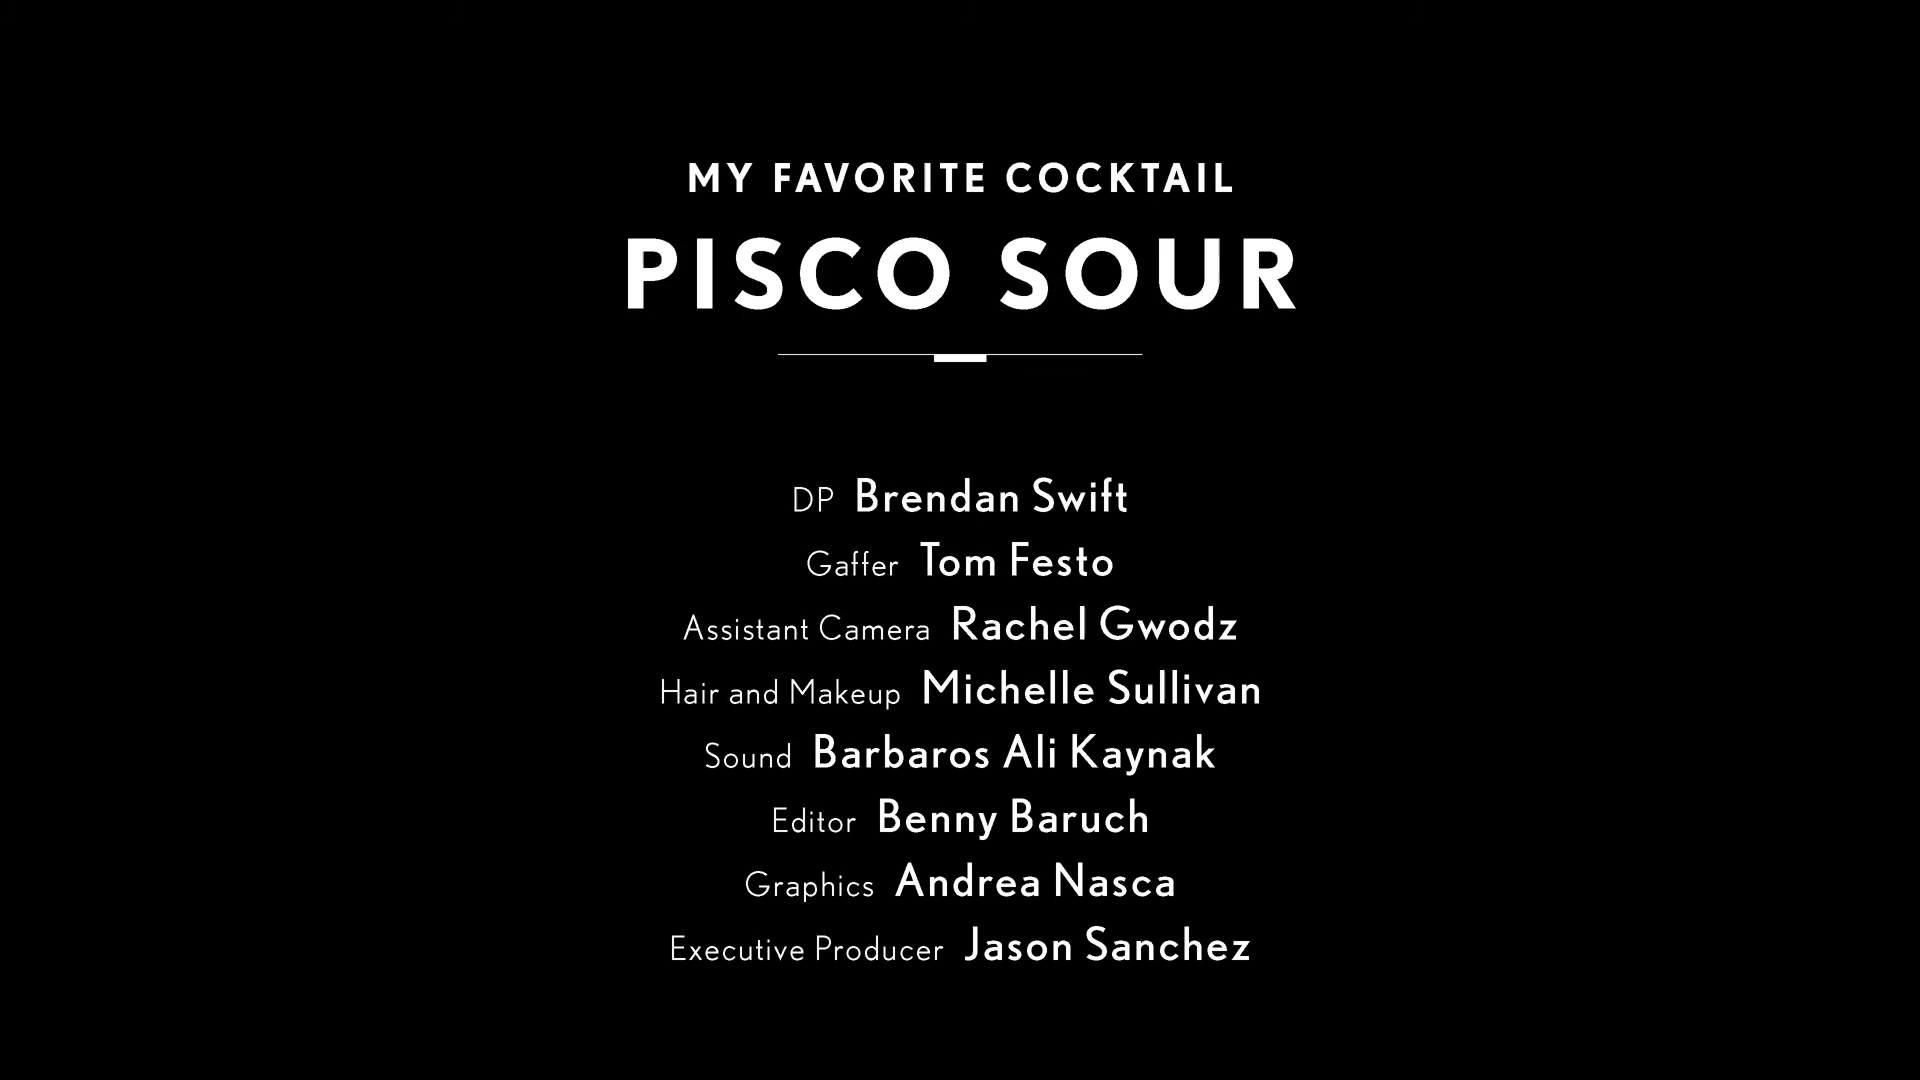 MY FAVORITE COCKTAIL
PISCO SOUR
DP Brendan Swift
Gaffer Tom Festo
Assistant Camera Rachel Gwodz
Hair and Makeup Michelle Sullivan
Sound Barbaros Ali Kaynak
Editor Benny Baruch
Graphics Andrea Nasca
Executive Producer Jason Sanchez